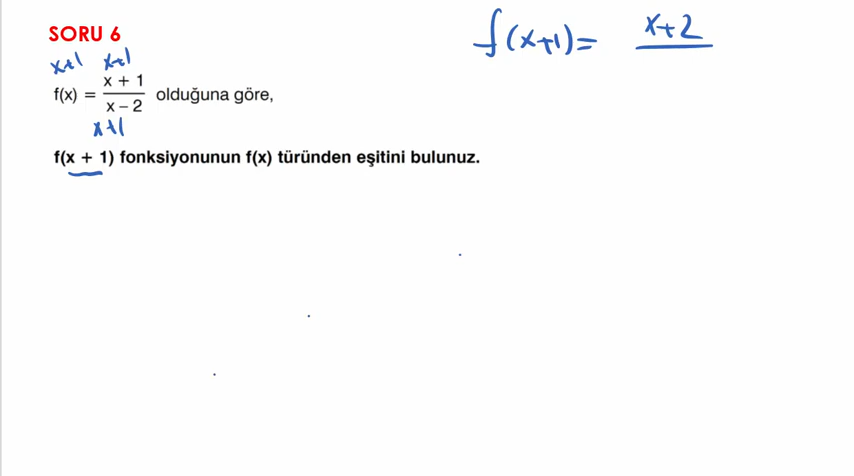 SORU 6
f(x+1) = x+2
x+1 x+1
f(x) = x + 1 / x – 2 olduğuna göre,
x+1
f(x + 1) fonksiyonunun f(x) türünden eşitini bulunuz.